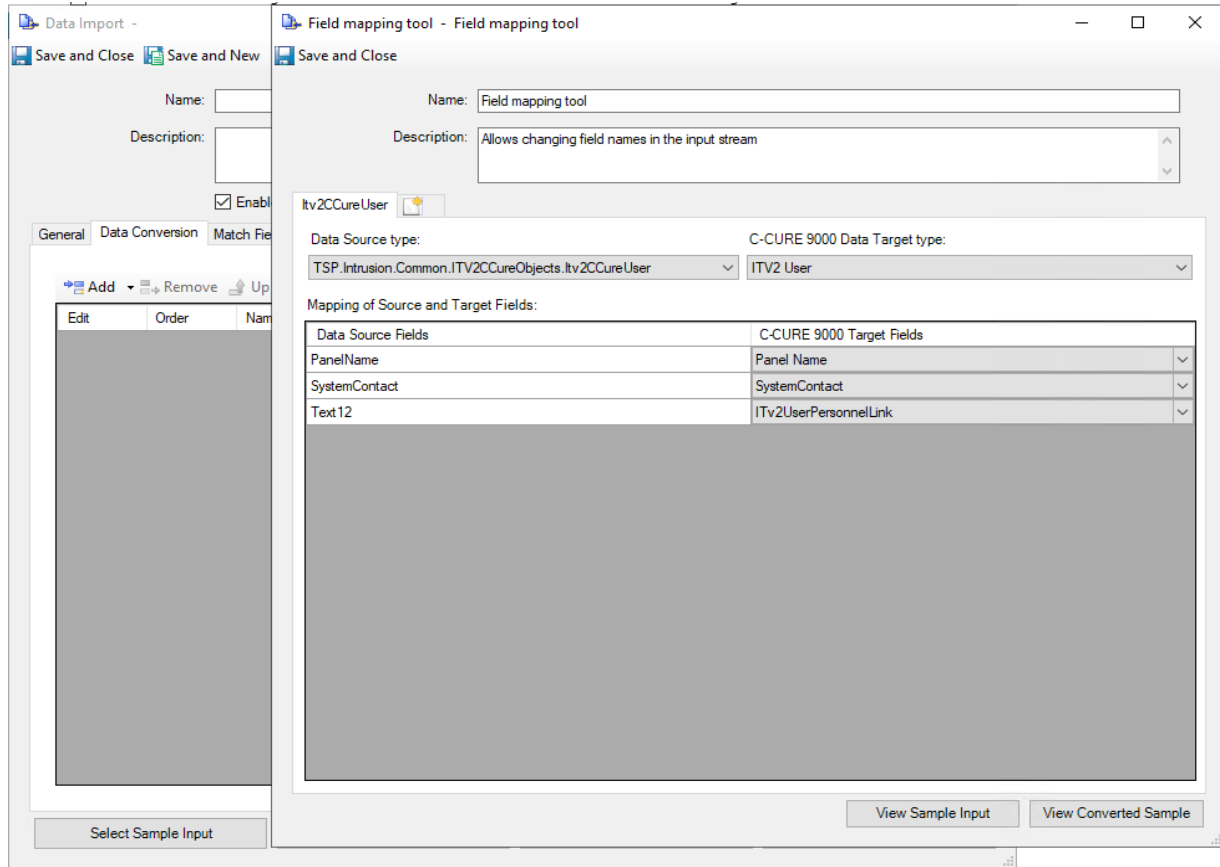 Data Import -
Save and Close Save and New
Name:
Description:
General Data Conversion Match Fie
Add Remove Up
Edit Order Nam
Select Sample Input
Field mapping tool - Field mapping tool
Save and Close
Name: Field mapping tool
Description: Allows changing field names in the input stream
Enabl
Itv2CCureUser
Data Source type: C-CURE 9000 Data Target type:
TSP.Intrusion.Common.ITV2CCureObjects.Itv2CCureUser ITV2 User
Mapping of Source and Target Fields:
Data Source Fields C-CURE 9000 Target Fields
PanelName Panel Name
SystemContact SystemContact
Text12 ITv2UserPersonnelLink
View Sample Input View Converted Sample